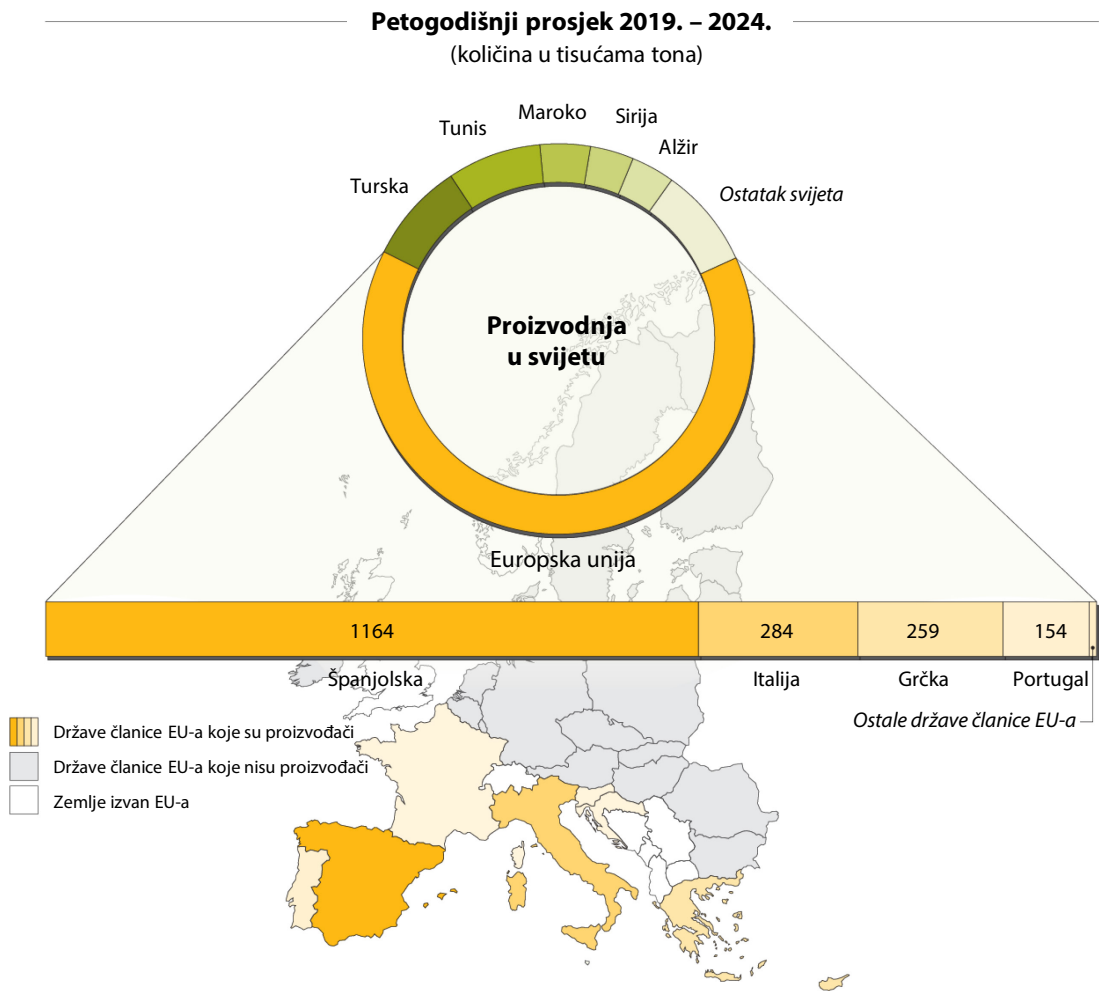 Petogodišnji prosjek 2019. – 2024.
(količina u tisućama tona)
Maroko
Sirija
Tunis
Alžir
Turska
Ostatak svijeta
Proizvodnja
u svijetu
Europska unija
1164
284
259
154
Španjolska
Italija
Grčka
Portugal
Ostale države članice EU-a
Države članice EU-a koje su proizvođači
Države članice EU-a koje nisu proizvođači
Zemlje izvan EU-a